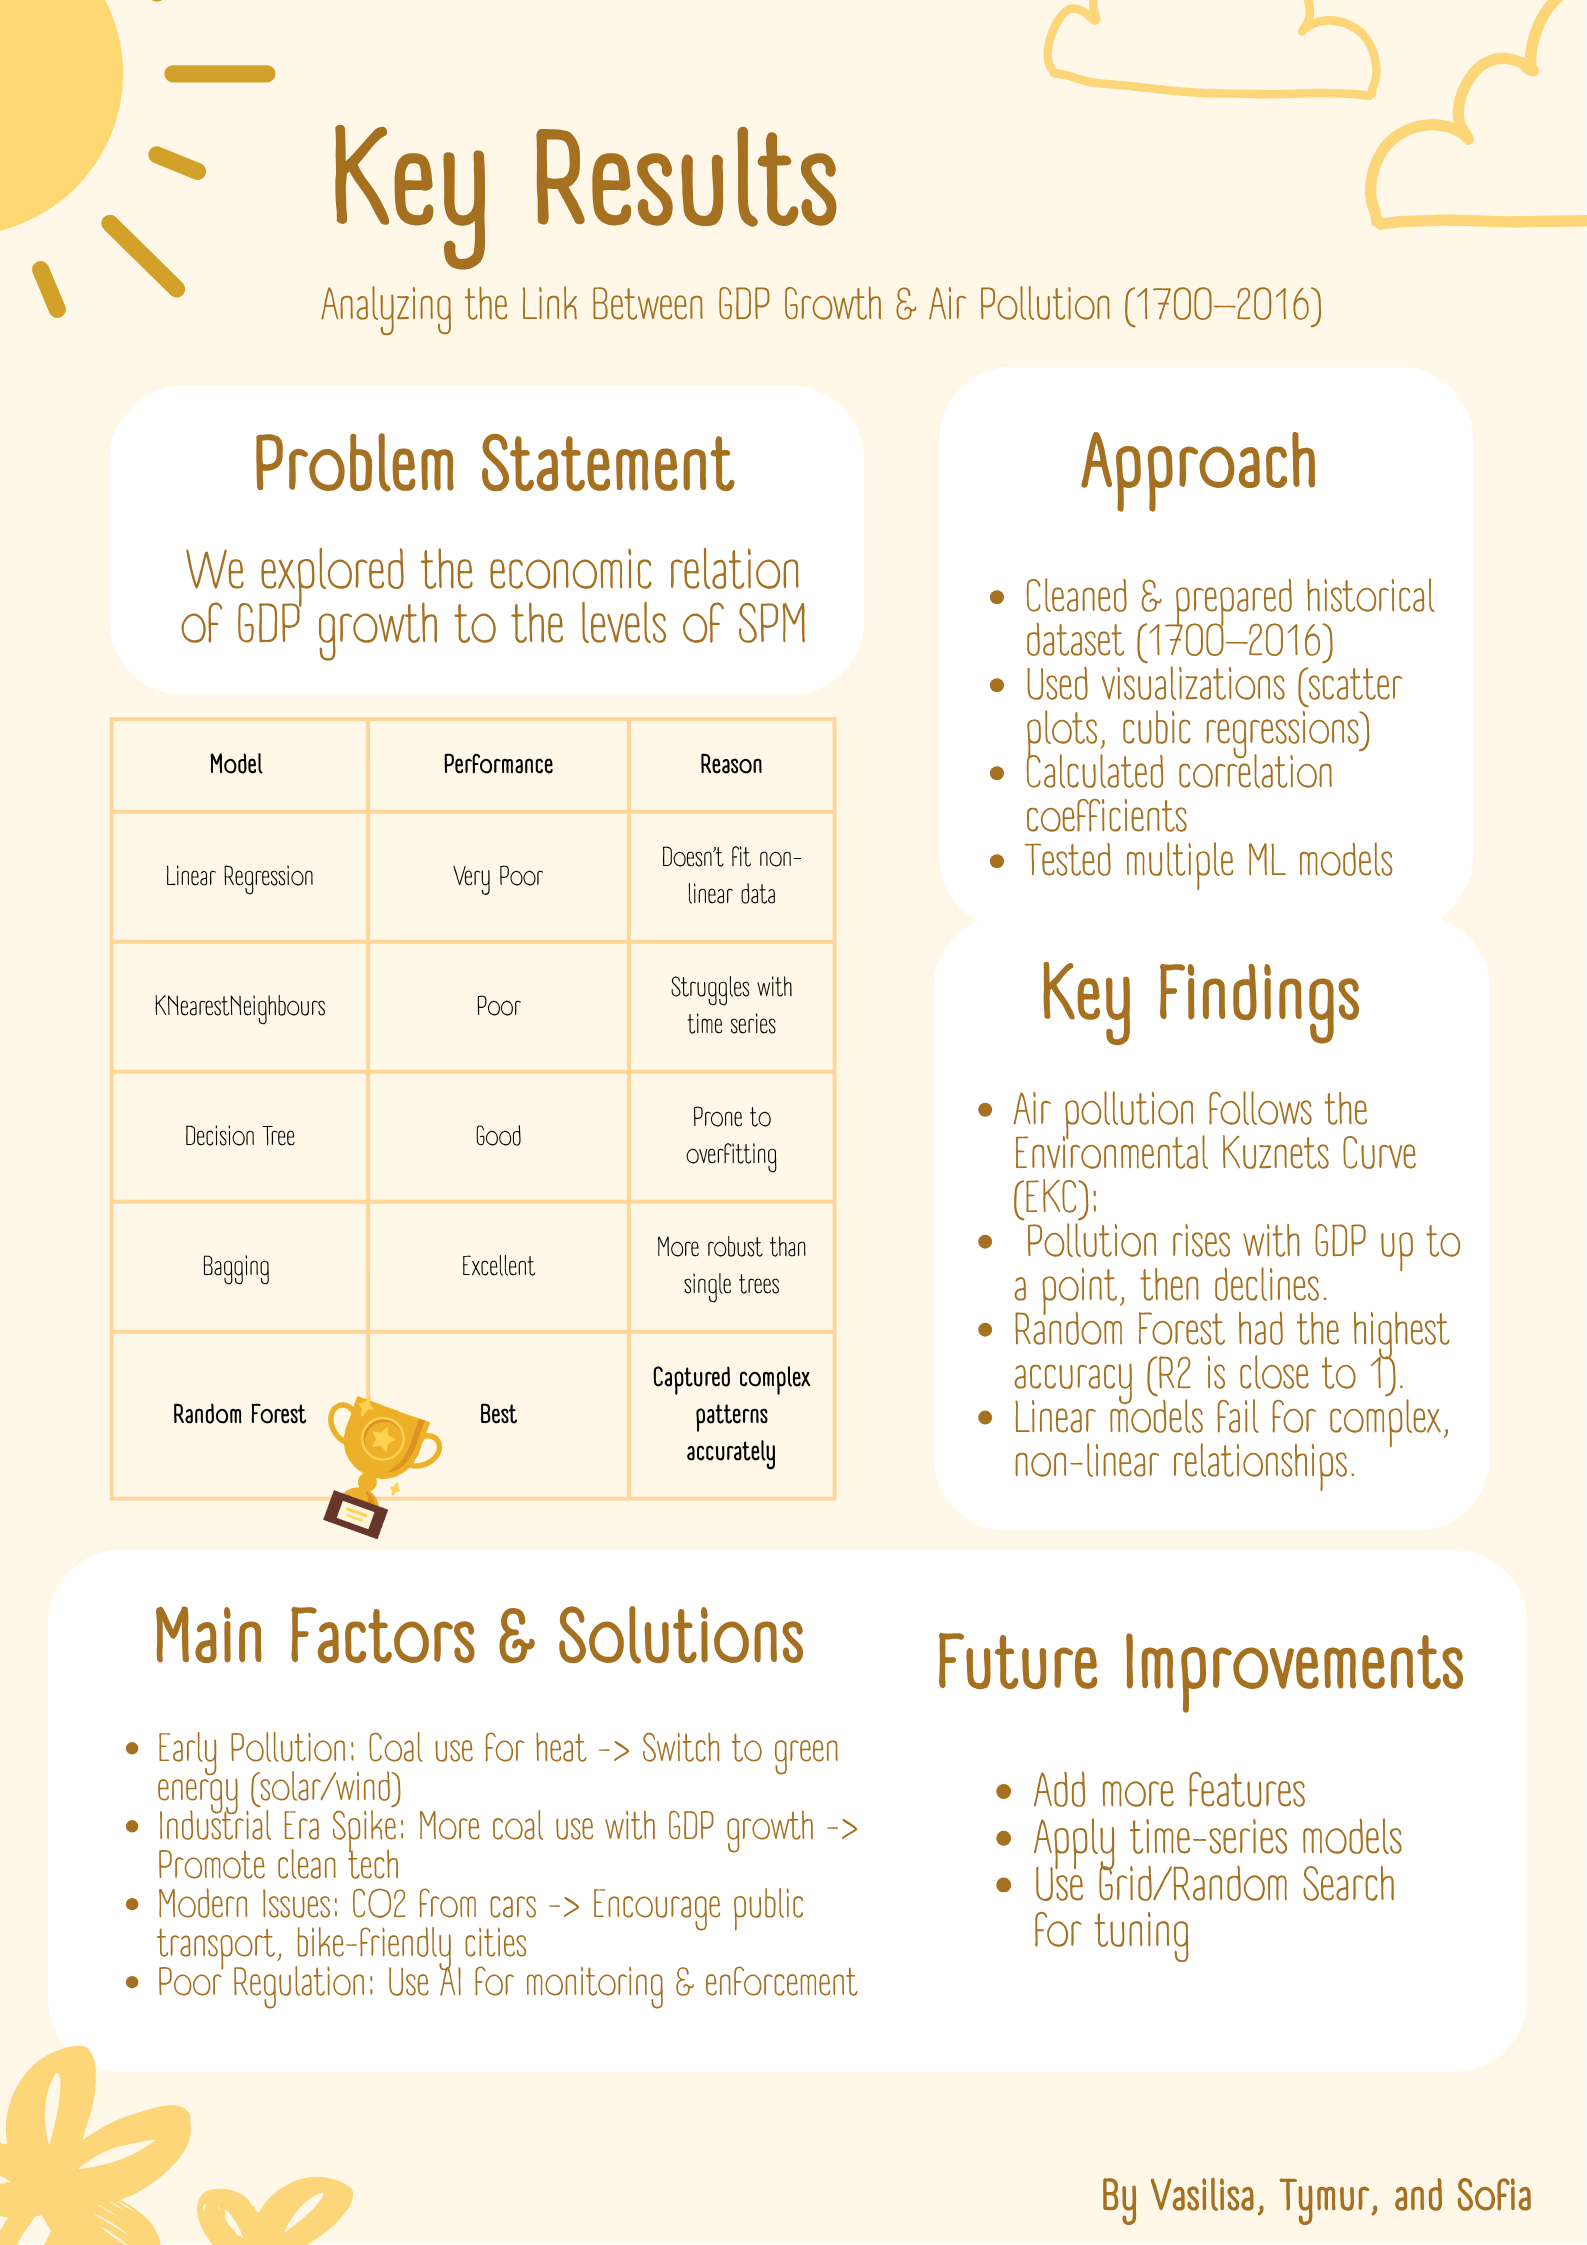 Key Results
Analyzing the Link Between GDP Growth & Air Pollution (1700–2016)
Problem Statement
We explored the economic relation
of GDP growth to the levels of SPM
Model
Performance
Reason
Linear Regression
Very Poor
Doesn't fit non-
linear data
KNearestNeighbours
Poor
Struggles with
time series
Decision Tree
Good
Prone to
overfitting
Bagging
Excellent
More robust than
single trees
Random Forest
Best
Captured complex
patterns
accurately
Approach
• Cleaned & prepared historical
dataset (1700–2016)
• Used visualizations (scatter
plots, cubic regressions)
• Calculated correlation
coefficients
• Tested multiple ML models
Key Findings
• Air pollution follows the
Environmental Kuznets Curve
(EKC):
• Pollution rises with GDP up to
a point, then declines.
• Random Forest had the highest
accuracy (R2 is close to 1).
• Linear models fail for complex,
non-linear relationships.
Main Factors & Solutions
• Early Pollution: Coal use for heat -> Switch to green
energy (solar/wind)
• Industrial Era Spike: More coal use with GDP growth ->
Promote clean tech
• Modern Issues: CO2 from cars -> Encourage public
transport, bike-friendly cities
• Poor Regulation: Use AI for monitoring & enforcement
Future Improvements
• Add more features
• Apply time-series models
• Use Grid/Random Search
for tuning
By Vasilisa, Tymur, and Sofia